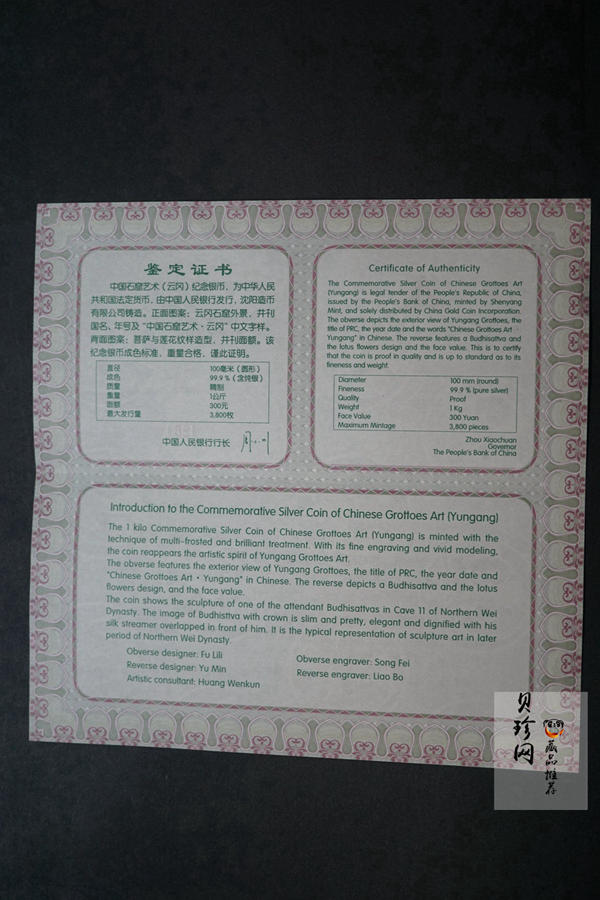 鉴定证书
中国石窟艺术（云冈）纪念银币，为中华人民
共和国法定货币，由中国人民银行发行，沈阳造币
有限公司铸造。正面图案：云冈石窟外景，并刊
国名、年号及“中国石窟艺术·云冈”中文字样。
背面图案：菩萨与莲花纹样造型，并刊面额。该
纪念银币成色标准，重量合格，谨此证明。
直径 100毫米（圆形）
成色 99.9％（含纯银）
质量 精制
重量 1公斤
面额 300元
最大发行量 3,800枚
中国人民银行行长
Certificate of Authenticity
The Commemorative Silver Coin of Chinese Grottoes Art
(Yungang) is legal tender of the People's Republic of China,
issued by the People's Bank of China, minted by Shenyang
Mint, and solely distributed by China Gold Coin Incorporation.
The obverse depicts the exterior view of Yungang Grottoes, the
title of PRC, the year date and the words "Chinese Grottoes Art ·
Yungang" in Chinese. The reverse features a Budhisattva and
the lotus flowers design and the face value. This is to certify
that the coin is proof in quality and is up to standard as to its
fineness and weight.
Diameter 100 mm (round)
Fineness 99.9 % (pure silver)
Quality Proof
Weight 1 Kg
Face Value 300 Yuan
Maximum Mintage 3,800 pieces
Zhou Xiaochuan
Governor
The People's Bank of China
Introduction to the Commemorative Silver Coin of Chinese Grottoes Art (Yungang)
The 1 kilo Commemorative Silver Coin of Chinese Grottoes Art (Yungang) is minted with the
technique of multi-frosted and brilliant treatment. With its fine engraving and vivid modeling,
the coin reappears the artistic spirit of Yungang Grottoes Art.
The obverse features the exterior view of Yungang Grottoes, the title of PRC, the year date and
"Chinese Grottoes Art · Yungang" in Chinese. The reverse depicts a Budhisattva and the lotus
flowers design, and the face value.
The coin shows the sculpture of one of the attendant Budhisattvas in Cave 11 of Northern Wei
Dynasty. The image of Budhisttva with crown is slim and pretty, elegant and dignified with his
silk streamer overlapped in front of him. It is the typical representation of sculpture art in later
period of Northern Wei Dynasty.
Obverse designer: Fu Lili
Reverse designer: Yu Min
Artistic consultant: Huang Wenkun
Obverse engraver: Song Fei
Reverse engraver: Liao Bo
贝珍网
藏品推荐